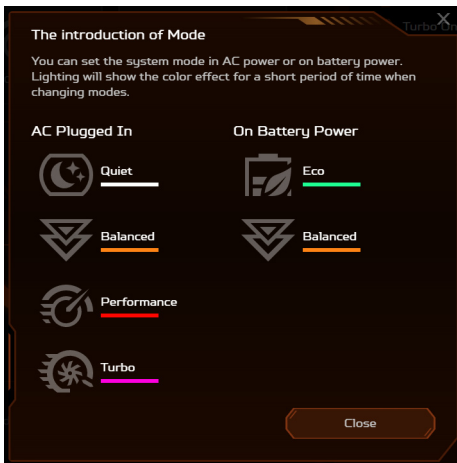 Turbo On
The introduction of Mode
You can set the system mode in AC power or on battery power.
Lighting will show the color effect for a short period of time when
changing modes.
AC Plugged In
On Battery Power
Quiet
Eco
Balanced
Balanced
Performance
Turbo
Close